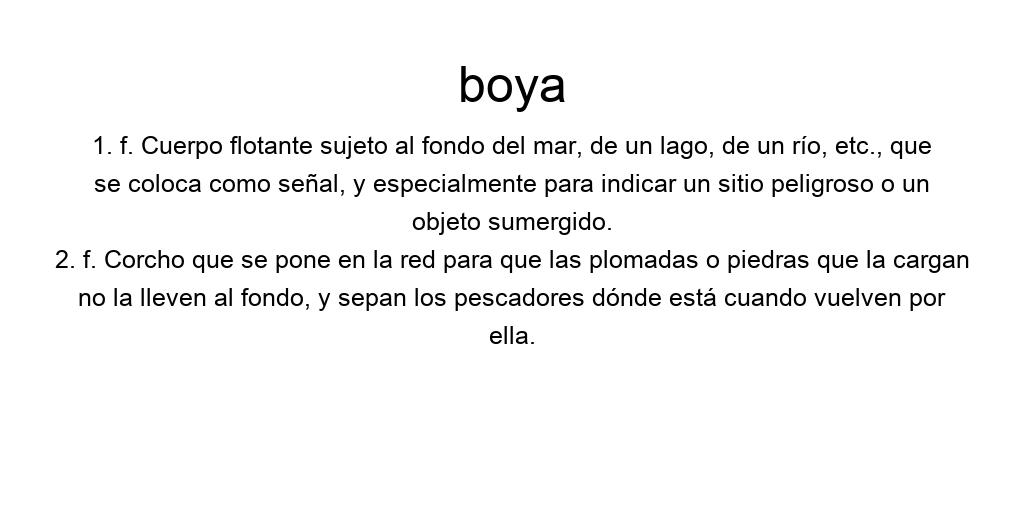 boya
1. f. Cuerpo flotante sujeto al fondo del mar, de un lago, de un río, etc., que
se coloca como señal, y especialmente para indicar un sitio peligroso o un
objeto sumergido.
2. f. Corcho que se pone en la red para que las plomadas o piedras que la cargan
no la lleven al fondo, y sepan los pescadores dónde está cuando vuelven por
ella.